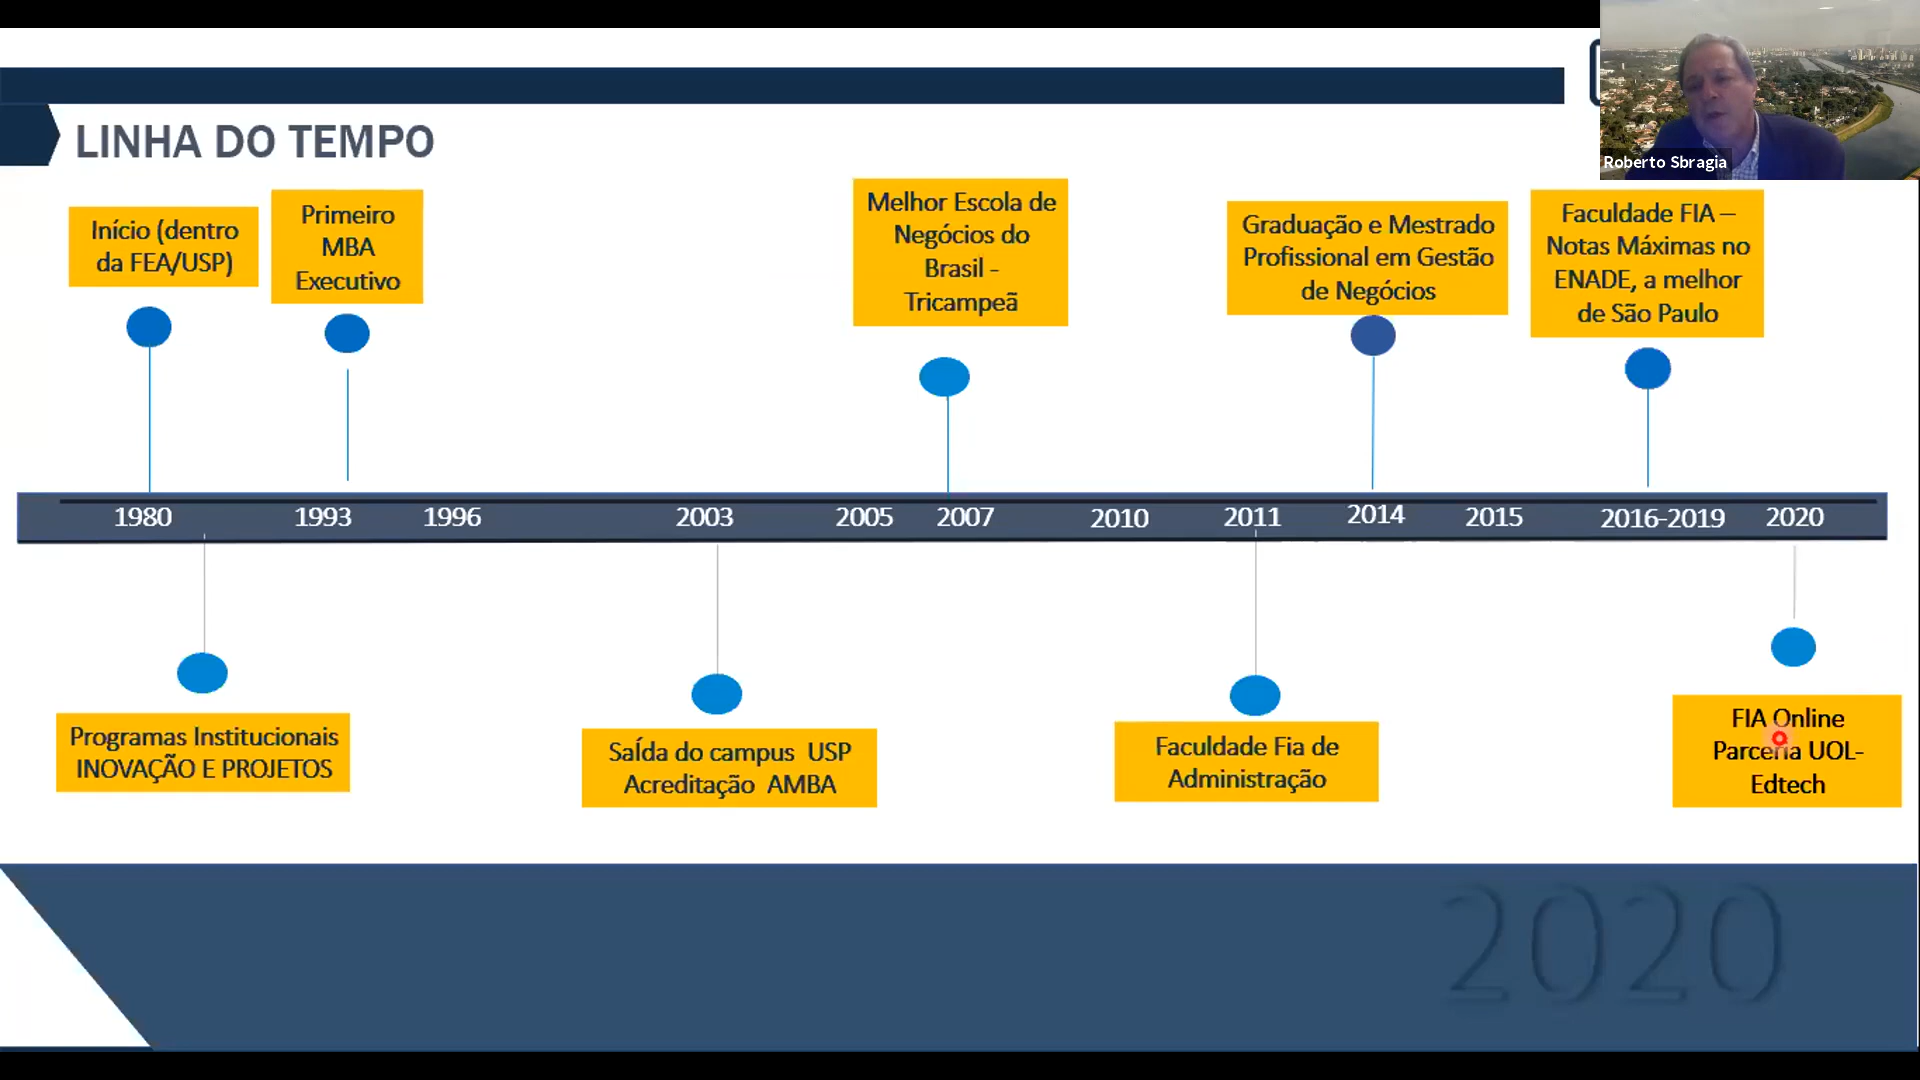 Roberto Sbragia
LINHA DO TEMPO
Início (dentro
da FEA/USP)
Primeiro
MBA
Executivo
Melhor Escola de
Negócios do
Brasil -
Tricampeã
Graduação e Mestrado
Profissional em Gestão
de Negócios
Faculdade FIA –
Notas Máximas no
ENADE, a melhor
de São Paulo
1980 1993 1996 2003 2005 2007 2010 2011 2014 2015 2016-2019 2020
Programas Institucionais
INOVAÇÃO E PROJETOS
SaÍda do campus USP
Acreditação AMBA
Faculdade Fia de
Administração
FIA Online
Parceria UOL-
Edtech
2020